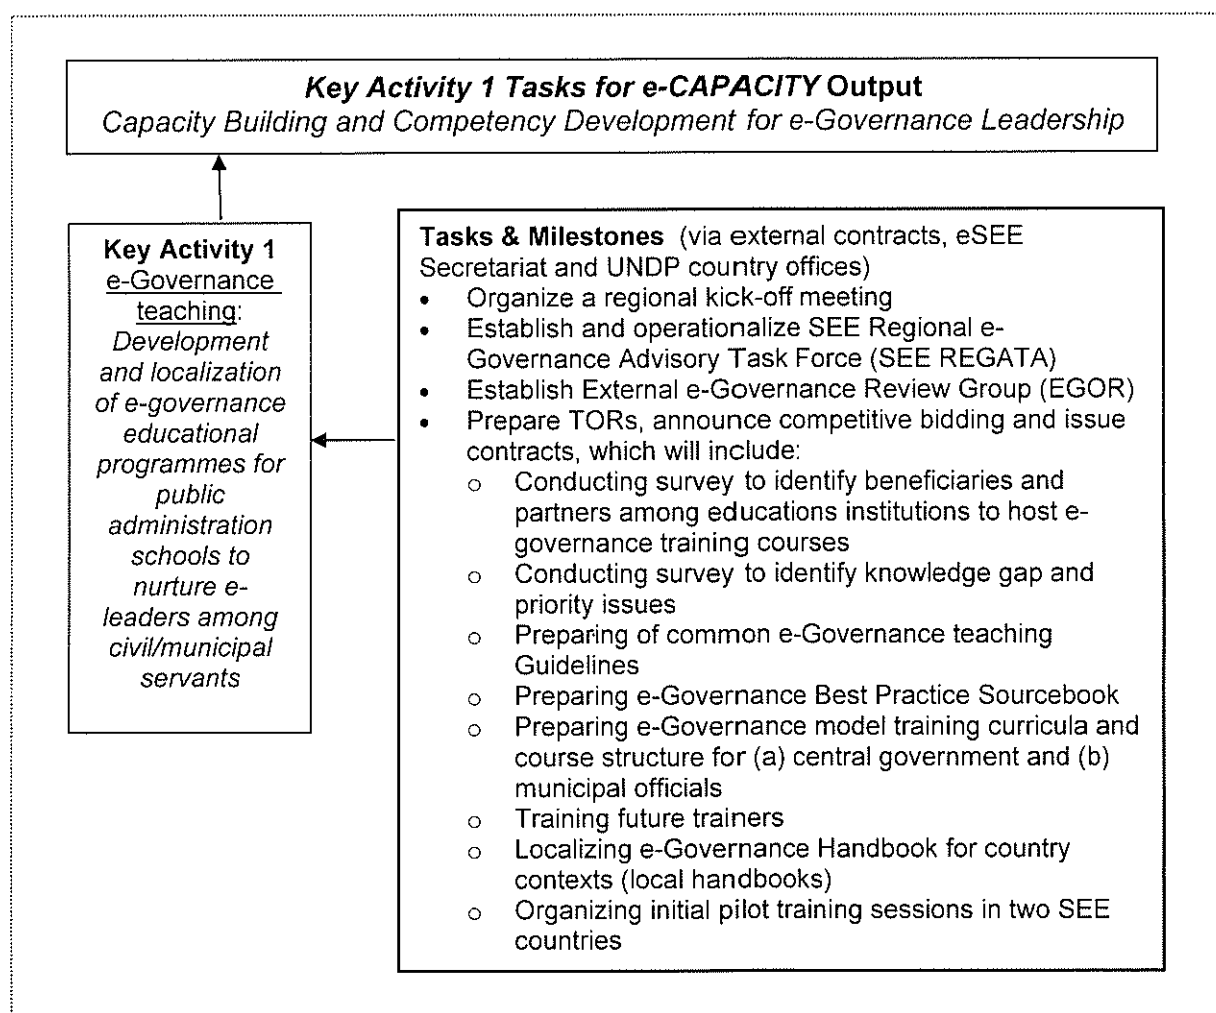 Key Activity 1 Tasks for e-CAPACITY Output
Capacity Building and Competency Development for e-Governance Leadership
Key Activity 1
e-Governance
teaching:
Development
and localization
of e-governance
educational
programmes for
public
administration
schools to
nurture e-
leaders among
civil/municipal
servants
Tasks & Milestones (via external contracts, eSEE
Secretariat and UNDP country offices)
• Organize a regional kick-off meeting
• Establish and operationalize SEE Regional e-
Governance Advisory Task Force (SEE REGATA)
• Establish External e-Governance Review Group (EGOR)
• Prepare TORs, announce competitive bidding and issue
contracts, which will include:
o Conducting survey to identify beneficiaries and
partners among educations institutions to host e-
governance training courses
o Conducting survey to identify knowledge gap and
priority issues
o Preparing of common e-Governance teaching
Guidelines
o Preparing e-Governance Best Practice Sourcebook
o Preparing e-Governance model training curricula and
course structure for (a) central government and (b)
municipal officials
o Training future trainers
o Localizing e-Governance Handbook for country
contexts (local handbooks)
o Organizing initial pilot training sessions in two SEE
countries